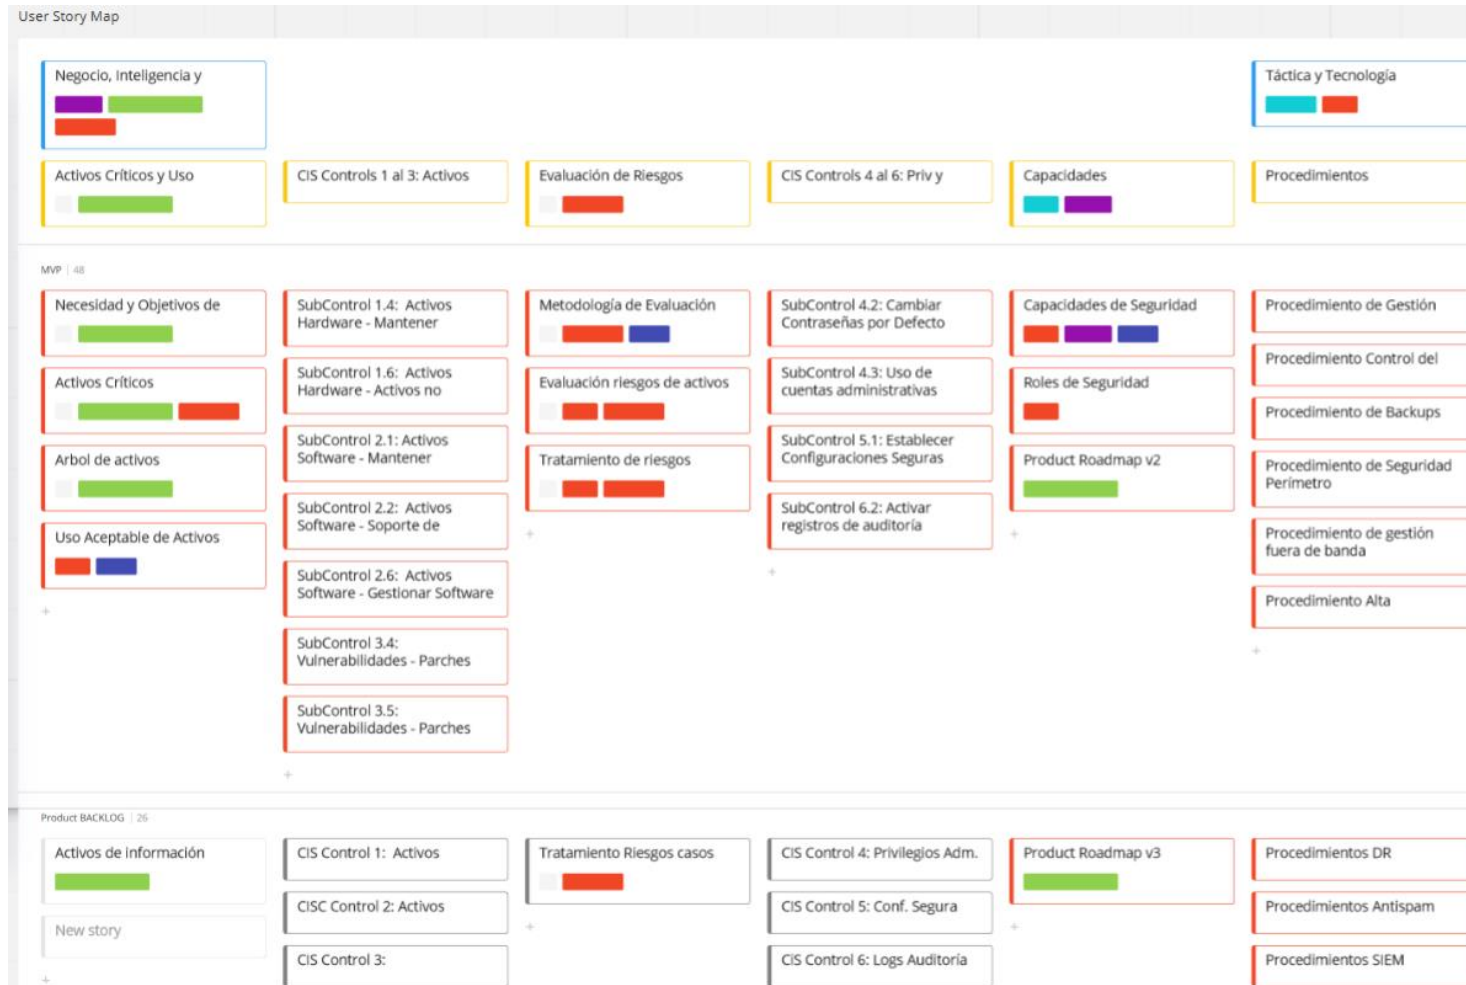 User Story Map
Negocio, Inteligencia y
Táctica y Tecnología
Activos Críticos y Uso
CIS Controls 1 al 3: Activos
Evaluación de Riesgos
CIS Controls 4 al 6: Priv y
Capacidades
Procedimientos
MVP | 48
Necesidad y Objetivos de
Activos Críticos
Arbol de activos
Uso Aceptable de Activos
+
SubControl 1.4: Activos
Hardware - Mantener
SubControl 1.6: Activos
Hardware - Activos no
SubControl 2.1: Activos
Software - Mantener
SubControl 2.2: Activos
Software - Soporte de
SubControl 2.6: Activos
Software - Gestionar Software
SubControl 3.4:
Vulnerabilidades - Parches
SubControl 3.5:
Vulnerabilidades - Parches
+
Metodología de Evaluación
Evaluación riesgos de activos
Tratamiento de riesgos
+
SubControl 4.2: Cambiar
Contraseñas por Defecto
SubControl 4.3: Uso de
cuentas administrativas
SubControl 5.1: Establecer
Configuraciones Seguras
SubControl 6.2: Activar
registros de auditoría
+
Capacidades de Seguridad
Roles de Seguridad
Product Roadmap v2
+
Procedimiento de Gestión
Procedimiento Control del
Procedimiento de Backups
Procedimiento de Seguridad
Perímetro
Procedimiento de gestión
fuera de banda
Procedimiento Alta
+
Product BACKLOG | 26
Activos de información
New story
+
CIS Control 1: Activos
CISC Control 2: Activos
CIS Control 3:
Tratamiento Riesgos casos
+
CIS Control 4: Privilegios Adm.
CIS Control 5: Conf. Segura
CIS Control 6: Logs Auditoría
Product Roadmap v3
+
Procedimientos DR
Procedimientos Antispam
Procedimientos SIEM